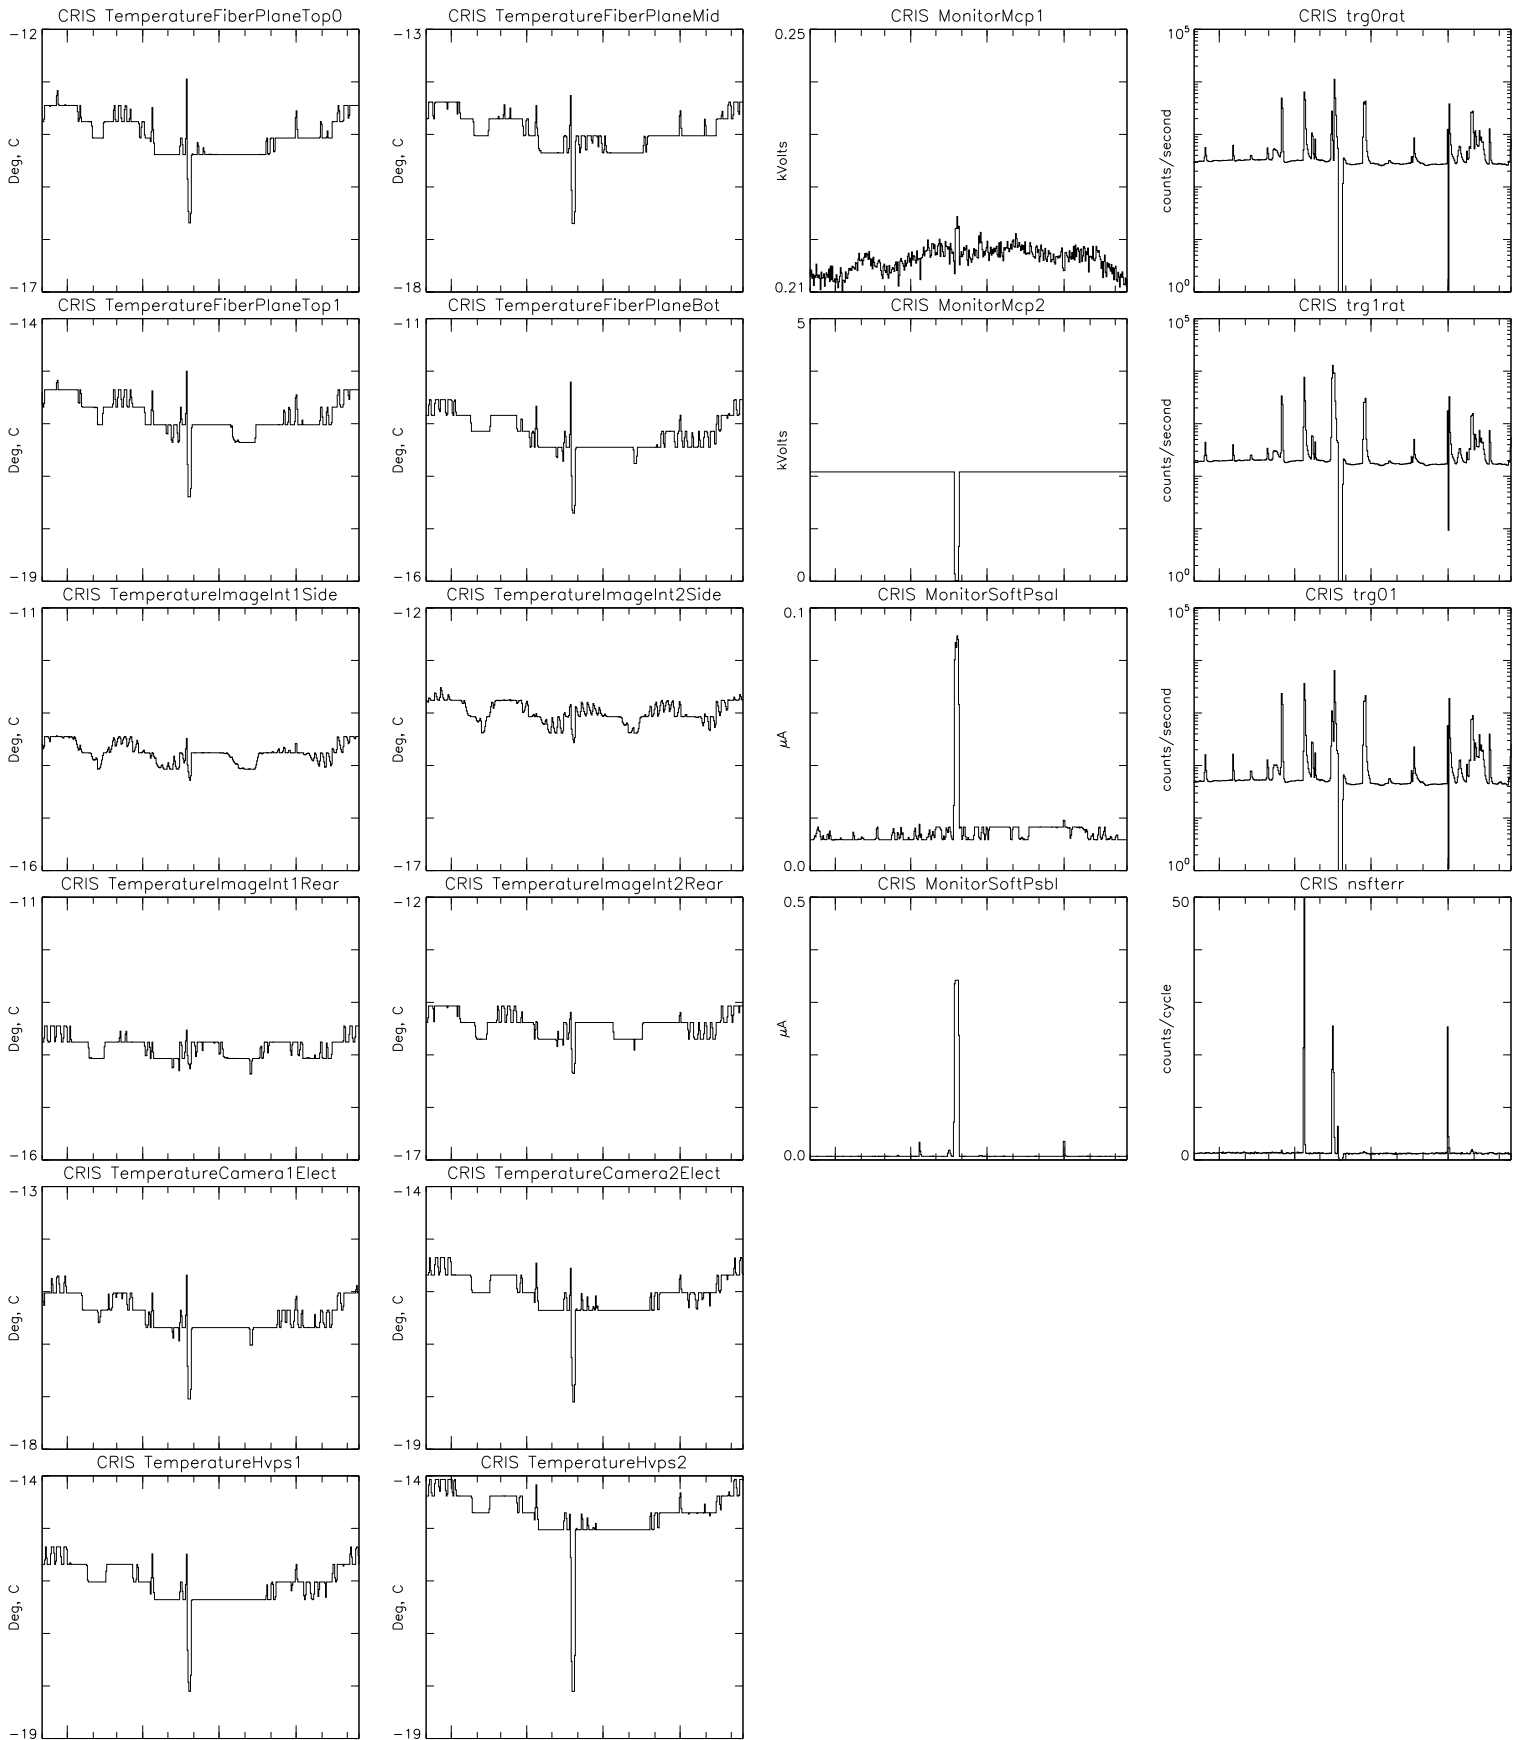 CRIS TemperatureFiberPlaneTop0
-12
Deg, C
-17
CRIS TemperatureFiberPlaneMid
-13
Deg, C
-18
CRIS MonitorMcp1
0.25
kVolts
0.21
CRIS trg0rat
10^5
counts/second
10^0
CRIS TemperatureFiberPlaneTop1
-14
Deg, C
-19
CRIS TemperatureFiberPlaneBot
-11
Deg, C
-16
CRIS MonitorMcp2
5
kVolts
0
CRIS trg1rat
10^5
counts/second
10^0
CRIS TemperatureImageInt1Side
-11
Deg, C
-16
CRIS TemperatureImageInt2Side
-12
Deg, C
-17
CRIS MonitorSoftPsaI
0.1
μA
0.0
CRIS trg01
10^5
counts/second
10^0
CRIS TemperatureImageInt1Rear
-11
Deg, C
-16
CRIS TemperatureImageInt2Rear
-12
Deg, C
-17
CRIS MonitorSoftPsbI
0.5
μA
0.0
CRIS nsfterr
50
counts/cycle
0
CRIS TemperatureCamera1Elect
-13
Deg, C
-18
CRIS TemperatureCamera2Elect
-14
Deg, C
-19
CRIS TemperatureHvps1
-14
Deg, C
-19
CRIS TemperatureHvps2
-14
Deg, C
-19